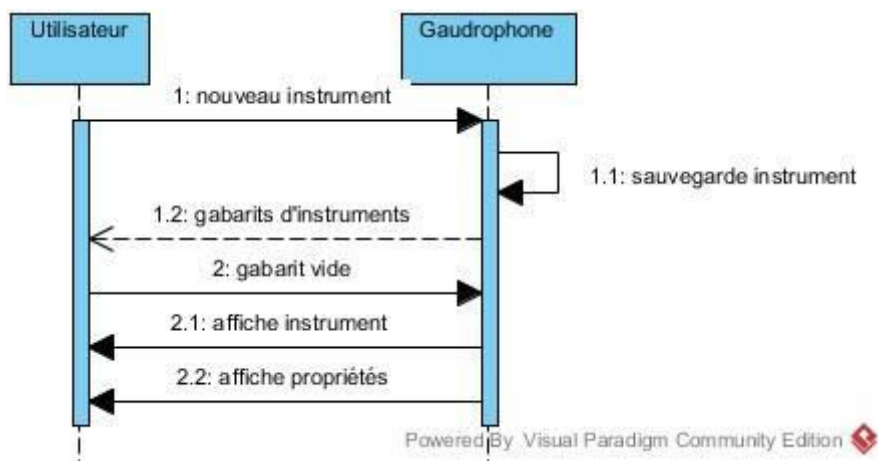 Utilisateur
Gaudrophone
1: nouveau instrument
1.1: sauvegarde instrument
1.2: gabarits d'instruments
2: gabarit vide
2.1: affiche instrument
2.2: affiche propriétés
Powered By Visual Paradigm Community Edition